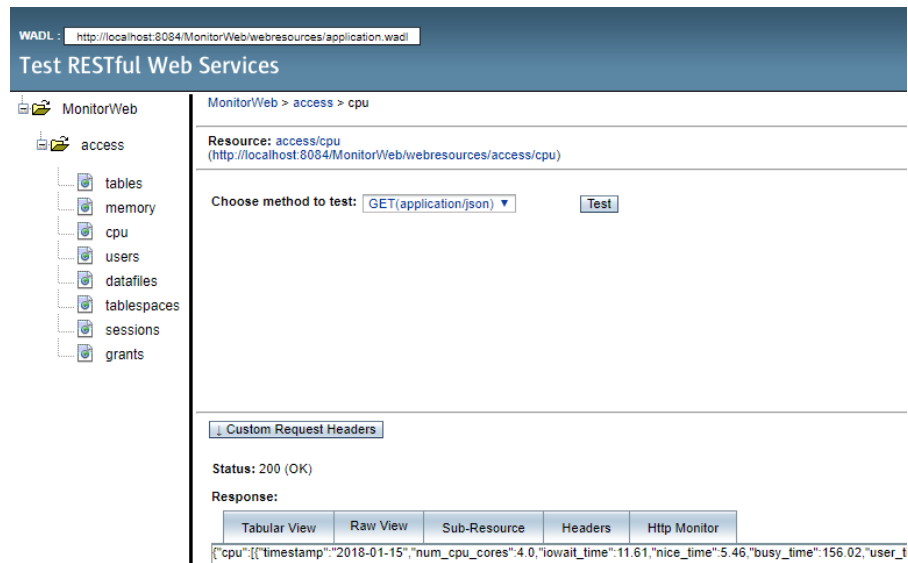 WADL : http://localhost:8084/MonitorWeb/webresources/application.wadl
Test RESTful Web Services
MonitorWeb
access
tables
memory
cpu
users
datafiles
tablespaces
sessions
grants
MonitorWeb > access > cpu
Resource: access/cpu
(http://localhost:8084/MonitorWeb/webresources/access/cpu)
Choose method to test: GET(application/json) ▼ Test
↓ Custom Request Headers
Status: 200 (OK)
Response:
Tabular View Raw View Sub-Resource Headers Http Monitor
{"cpu":[{"timestamp":"2018-01-15","num_cpu_cores":4.0,"iowait_time":11.61,"nice_time":5.46,"busy_time":156.02,"user_t